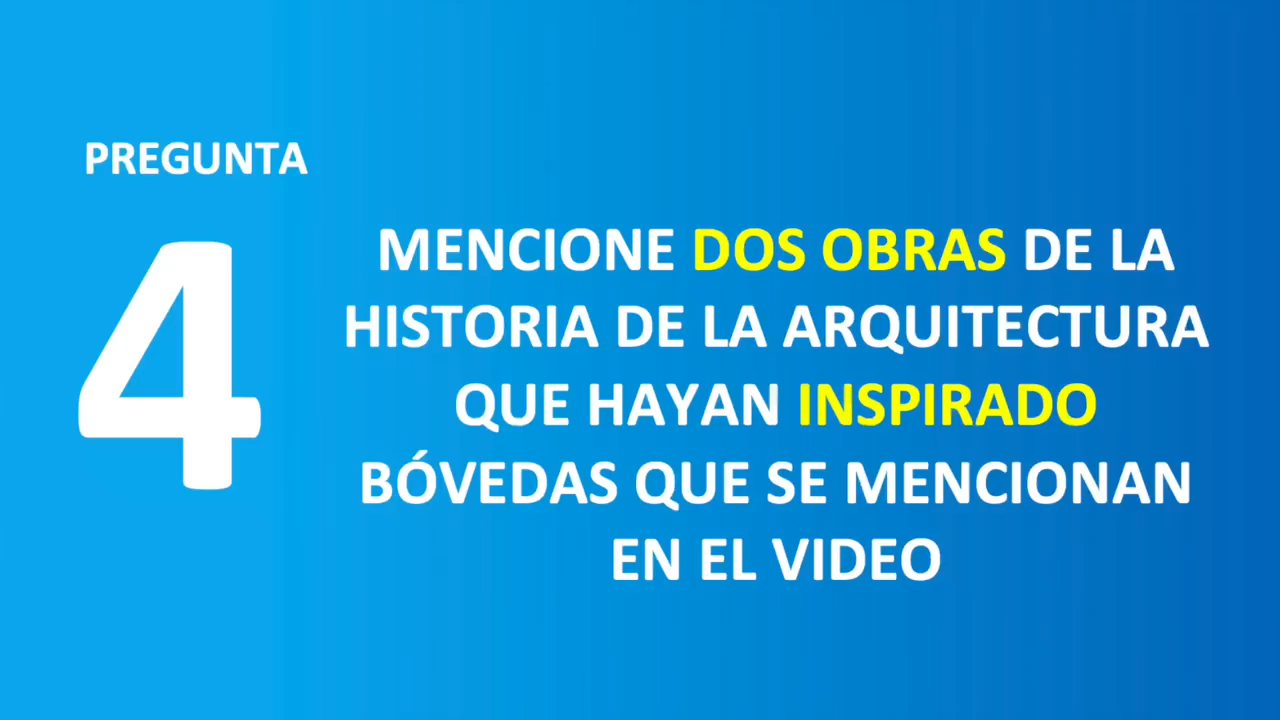 PREGUNTA
4
MENCIONE DOS OBRAS DE LA
HISTORIA DE LA ARQUITECTURA
QUE HAYAN INSPIRADO
BÓVEDAS QUE SE MENCIONAN
EN EL VIDEO